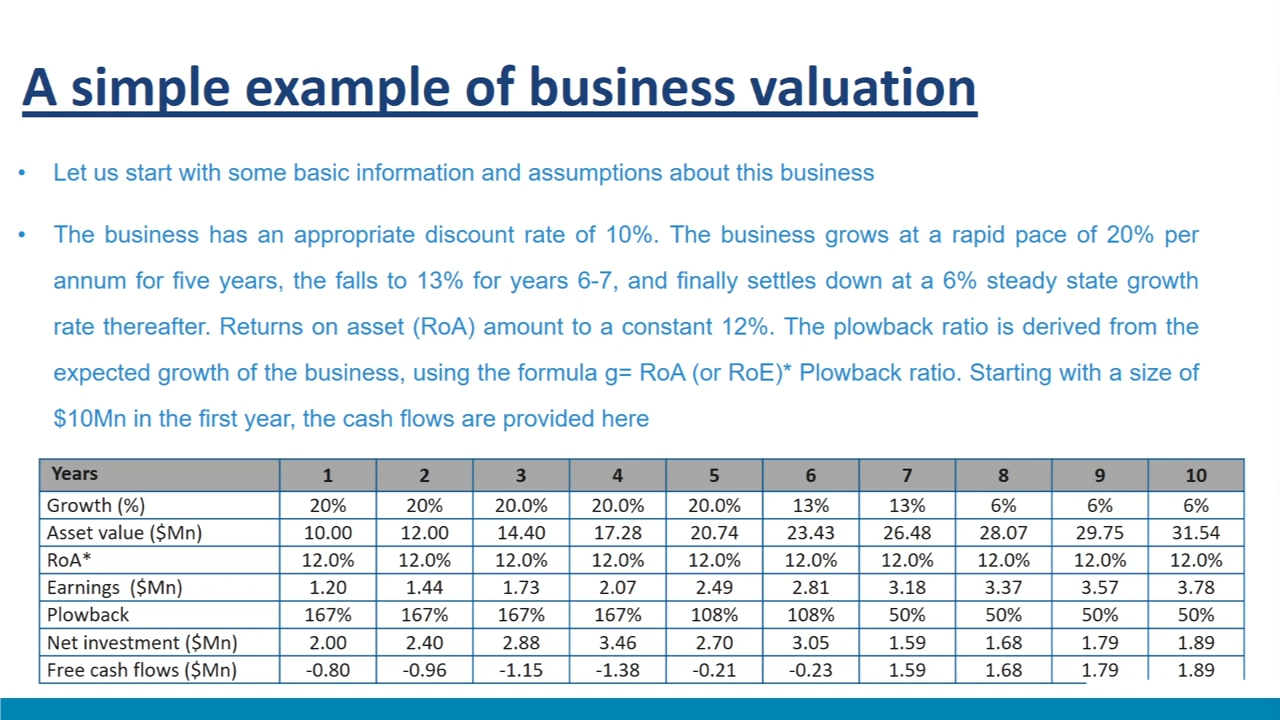 A simple example of business valuation
• Let us start with some basic information and assumptions about this business
• The business has an appropriate discount rate of 10%. The business grows at a rapid pace of 20% per
annum for five years, the falls to 13% for years 6-7, and finally settles down at a 6% steady state growth
rate thereafter. Returns on asset (RoA) amount to a constant 12%. The plowback ratio is derived from the
expected growth of the business, using the formula g= RoA (or RoE)* Plowback ratio. Starting with a size of
$10Mn in the first year, the cash flows are provided here
Years 1 2 3 4 5 6 7 8 9 10
Growth (%) 20% 20% 20.0% 20.0% 20.0% 13% 13% 6% 6% 6%
Asset value ($Mn) 10.00 12.00 14.40 17.28 20.74 23.43 26.48 28.07 29.75 31.54
RoA* 12.0% 12.0% 12.0% 12.0% 12.0% 12.0% 12.0% 12.0% 12.0% 12.0%
Earnings ($Mn) 1.20 1.44 1.73 2.07 2.49 2.81 3.18 3.37 3.57 3.78
Plowback 167% 167% 167% 167% 108% 108% 50% 50% 50% 50%
Net investment ($Mn) 2.00 2.40 2.88 3.46 2.70 3.05 1.59 1.68 1.79 1.89
Free cash flows ($Mn) -0.80 -0.96 -1.15 -1.38 -0.21 -0.23 1.59 1.68 1.79 1.89